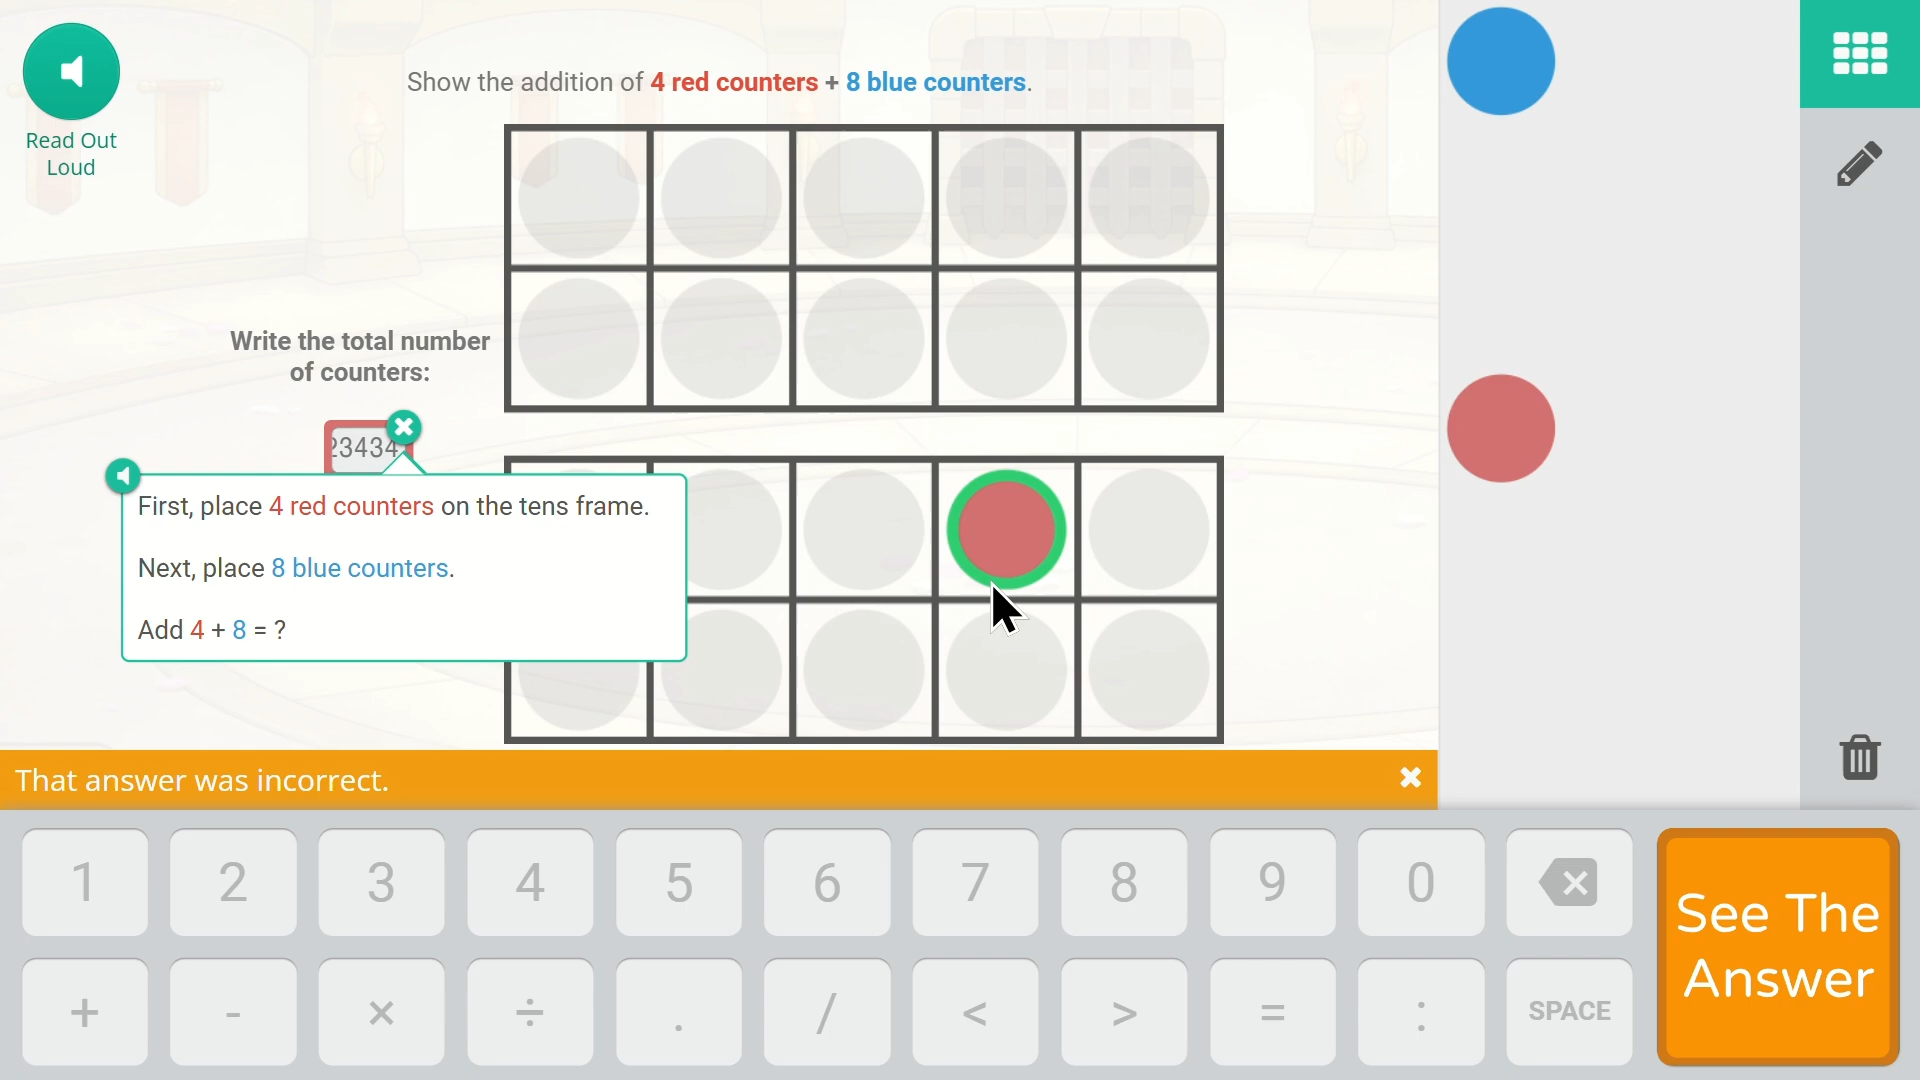 Read Out
Loud
Show the addition of 4 red counters + 8 blue counters.
Write the total number
of counters:
23434
First, place 4 red counters on the tens frame.
Next, place 8 blue counters.
Add 4 + 8 = ?
That answer was incorrect.
1 2 3 4 5 6 7 8 9 0
+ - × ÷ . / < > = : SPACE
See The
Answer